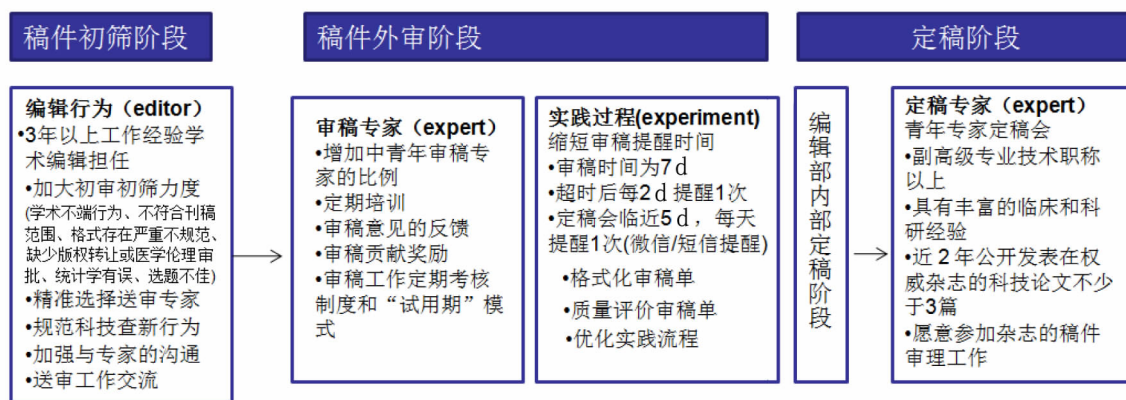 稿件初筛阶段
稿件外审阶段
定稿阶段
编辑行为（editor）
•3年以上工作经验学
术编辑担任
•加大初审初筛力度
(学术不端行为、不符合刊稿
范围、格式存在严重不规范、
缺少版权转让或医学伦理审
批、统计学有误、选题不佳)
•精准选择送审专家
•规范科技查新行为
•加强与专家的沟通
•送审工作交流
审稿专家（expert）
•增加中青年审稿专
家的比例
•定期培训
•审稿意见的反馈
•审稿贡献奖励
•审稿工作定期考核
制度和“试用期”模
式
实践过程(experiment)
缩短审稿提醒时间
•审稿时间为7d
•超时后每2d提醒1次
•定稿会临近5d，每天
提醒1次(微信/短信提醒)
•格式化审稿单
•质量评价审稿单
•优化实践流程
编辑部内部定稿阶段
定稿专家（expert）
青年专家定稿会
•副高级专业技术职称
以上
•具有丰富的临床和科
研经验
•近2年公开发表在权
威杂志的科技论文不少
于3篇
•愿意参加杂志的稿件
审理工作